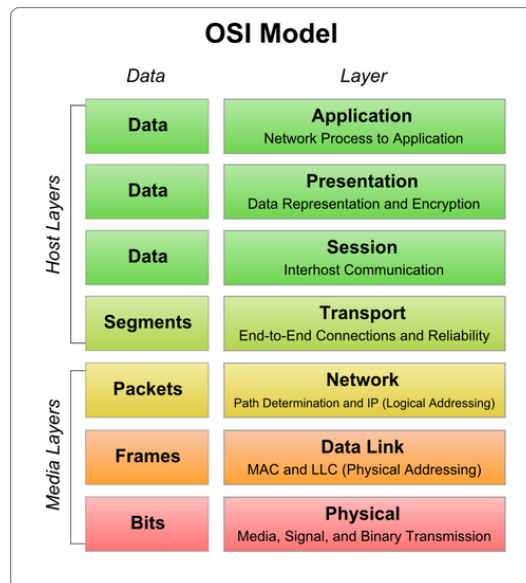 OSI Model
Data Layer
Host Layers
Data
Application
Network Process to Application
Data
Presentation
Data Representation and Encryption
Data
Session
Interhost Communication
Segments
Transport
End-to-End Connections and Reliability
Media Layers
Packets
Network
Path Determination and IP (Logical Addressing)
Frames
Data Link
MAC and LLC (Physical Addressing)
Bits
Physical
Media, Signal, and Binary Transmission